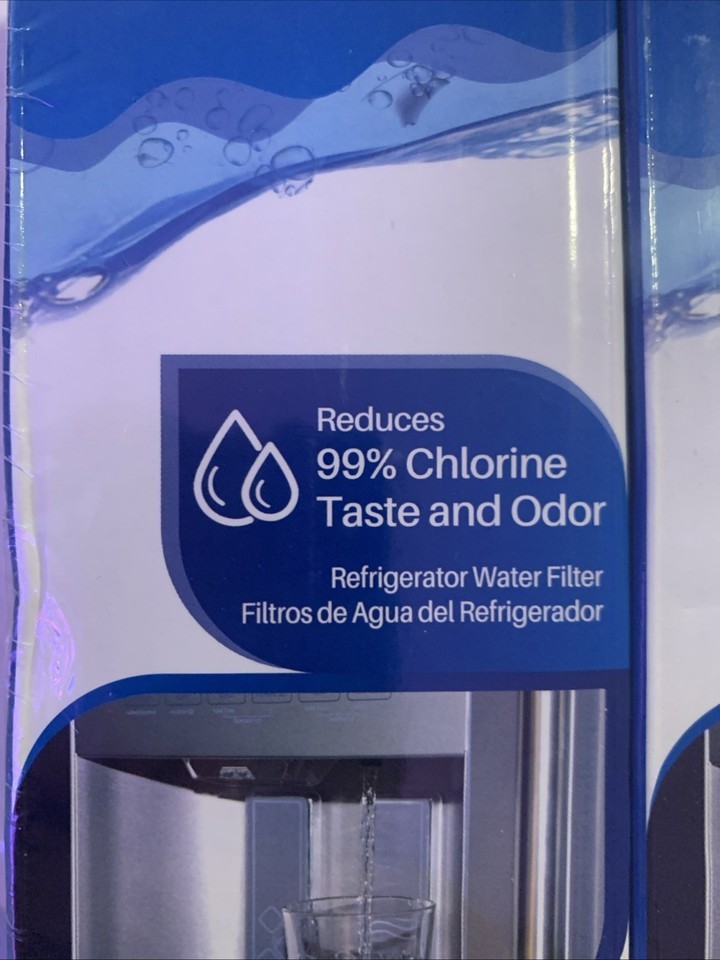 Reduces
99% Chlorine
Taste and Odor
Refrigerator Water Filter
Filtros de Agua del Refrigerador